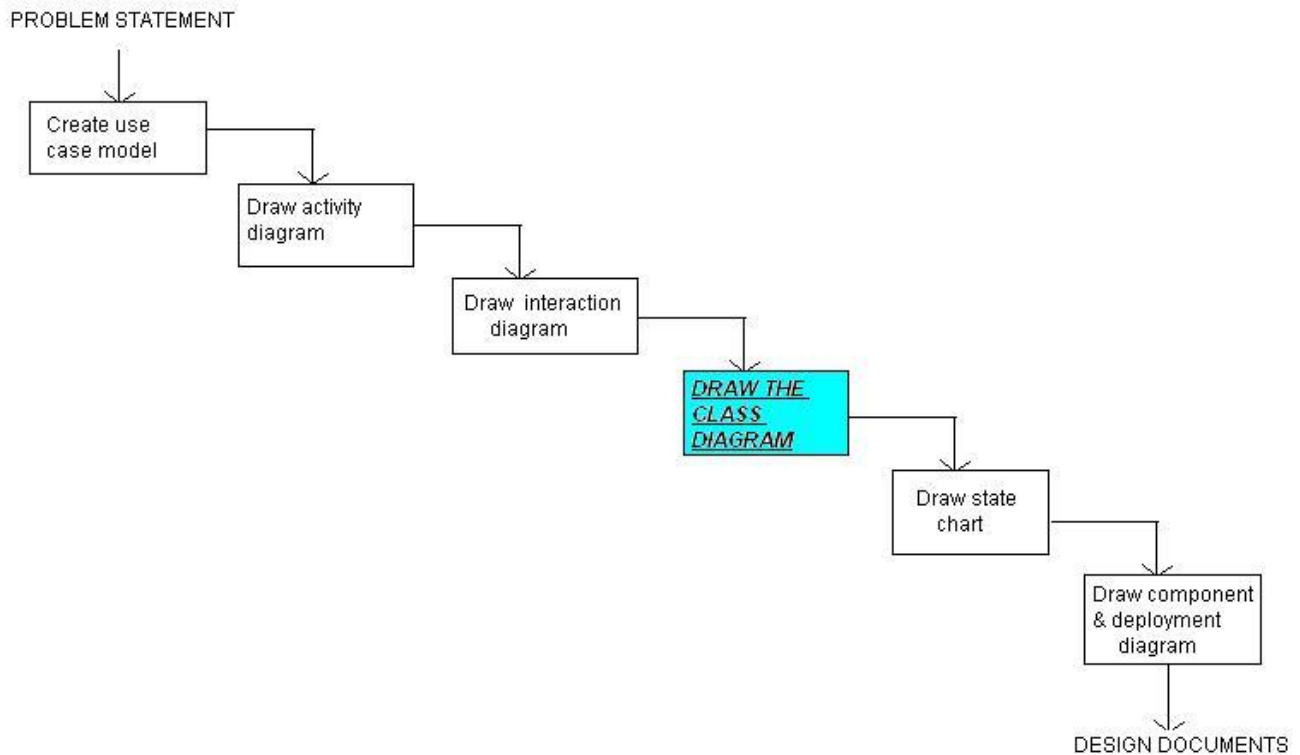 PROBLEM STATEMENT
Create use
case model
Draw activity
diagram
Draw interaction
diagram
DRAW THE
CLASS
DIAGRAM
Draw state
chart
Draw component
& deployment
diagram
DESIGN DOCUMENTS